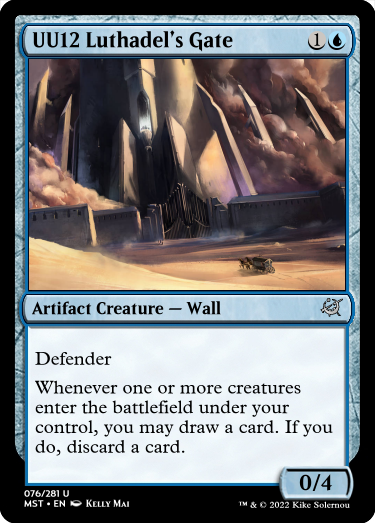 UU12 Luthadel's Gate 1
Artifact Creature — Wall
Defender
Whenever one or more creatures
enter the battlefield under your
control, you may draw a card. If you
do, discard a card.
0/4
076/281 U
MST • EN Kelly Mai
™ & © 2022 Kike Solernou